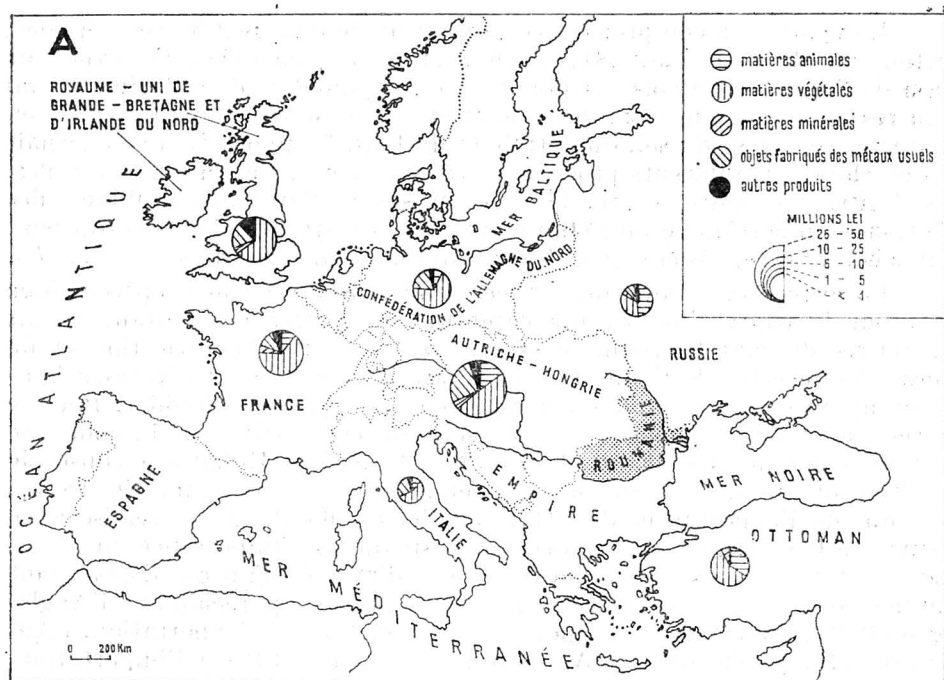 A
ROYAUME - UNI DE
GRANDE - BRETAGNE ET
D'IRLANDE DU NORD
matières animales
matières végétales
matières minérales
objets fabriqués des métaux usuels
autres produits
MILLIONS LEI
25 - 50
10 - 25
5 - 10
1 - 5
< 1
OCÉAN ATLANTIQUE
MER BALTIQUE
CONFÉDÉRATION DE L'ALLEMAGNE DU NORD
AUTRICHE - HONGRIE
RUSSIE
FRANCE
ROUMANIE
ESPAGNE
ITALIE
EMPIRE
OTTOMAN
MER NOIRE
MER MÉDITERRANÉE
0 200 Km